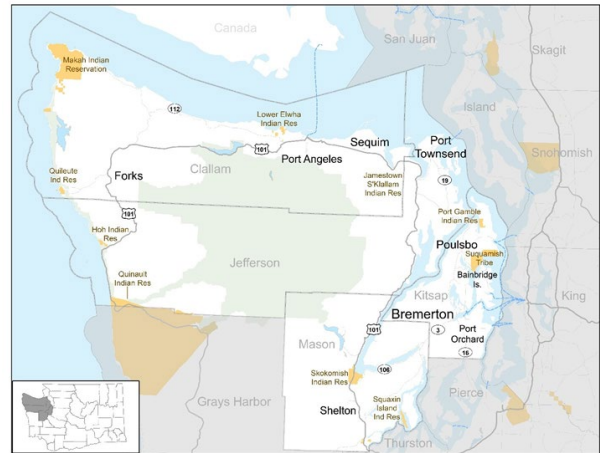 Canada
San Juan
Skagit
Makah Indian
Reservation
112
Lower Elwha
Indian Res
Island
101
Sequim
Port
Townsend
Snohomish
Port Angeles
Clallam
Quileute
Ind Res
Forks
Jamestown
S'Klallam
Indian Res
19
101
Port Gamble
Indian Res
Hoh Indian
Res
Poulsbo
Suquamish
Tribe
Jefferson
Bainbridge
Is.
Quinault
Indian Res
Kitsap
King
Bremerton
101
3
Port
Orchard
Mason
16
106
Skokomish
Indian Res
Pierce
Grays Harbor
Shelton
Squaxin
Island
Ind Res
Thurston